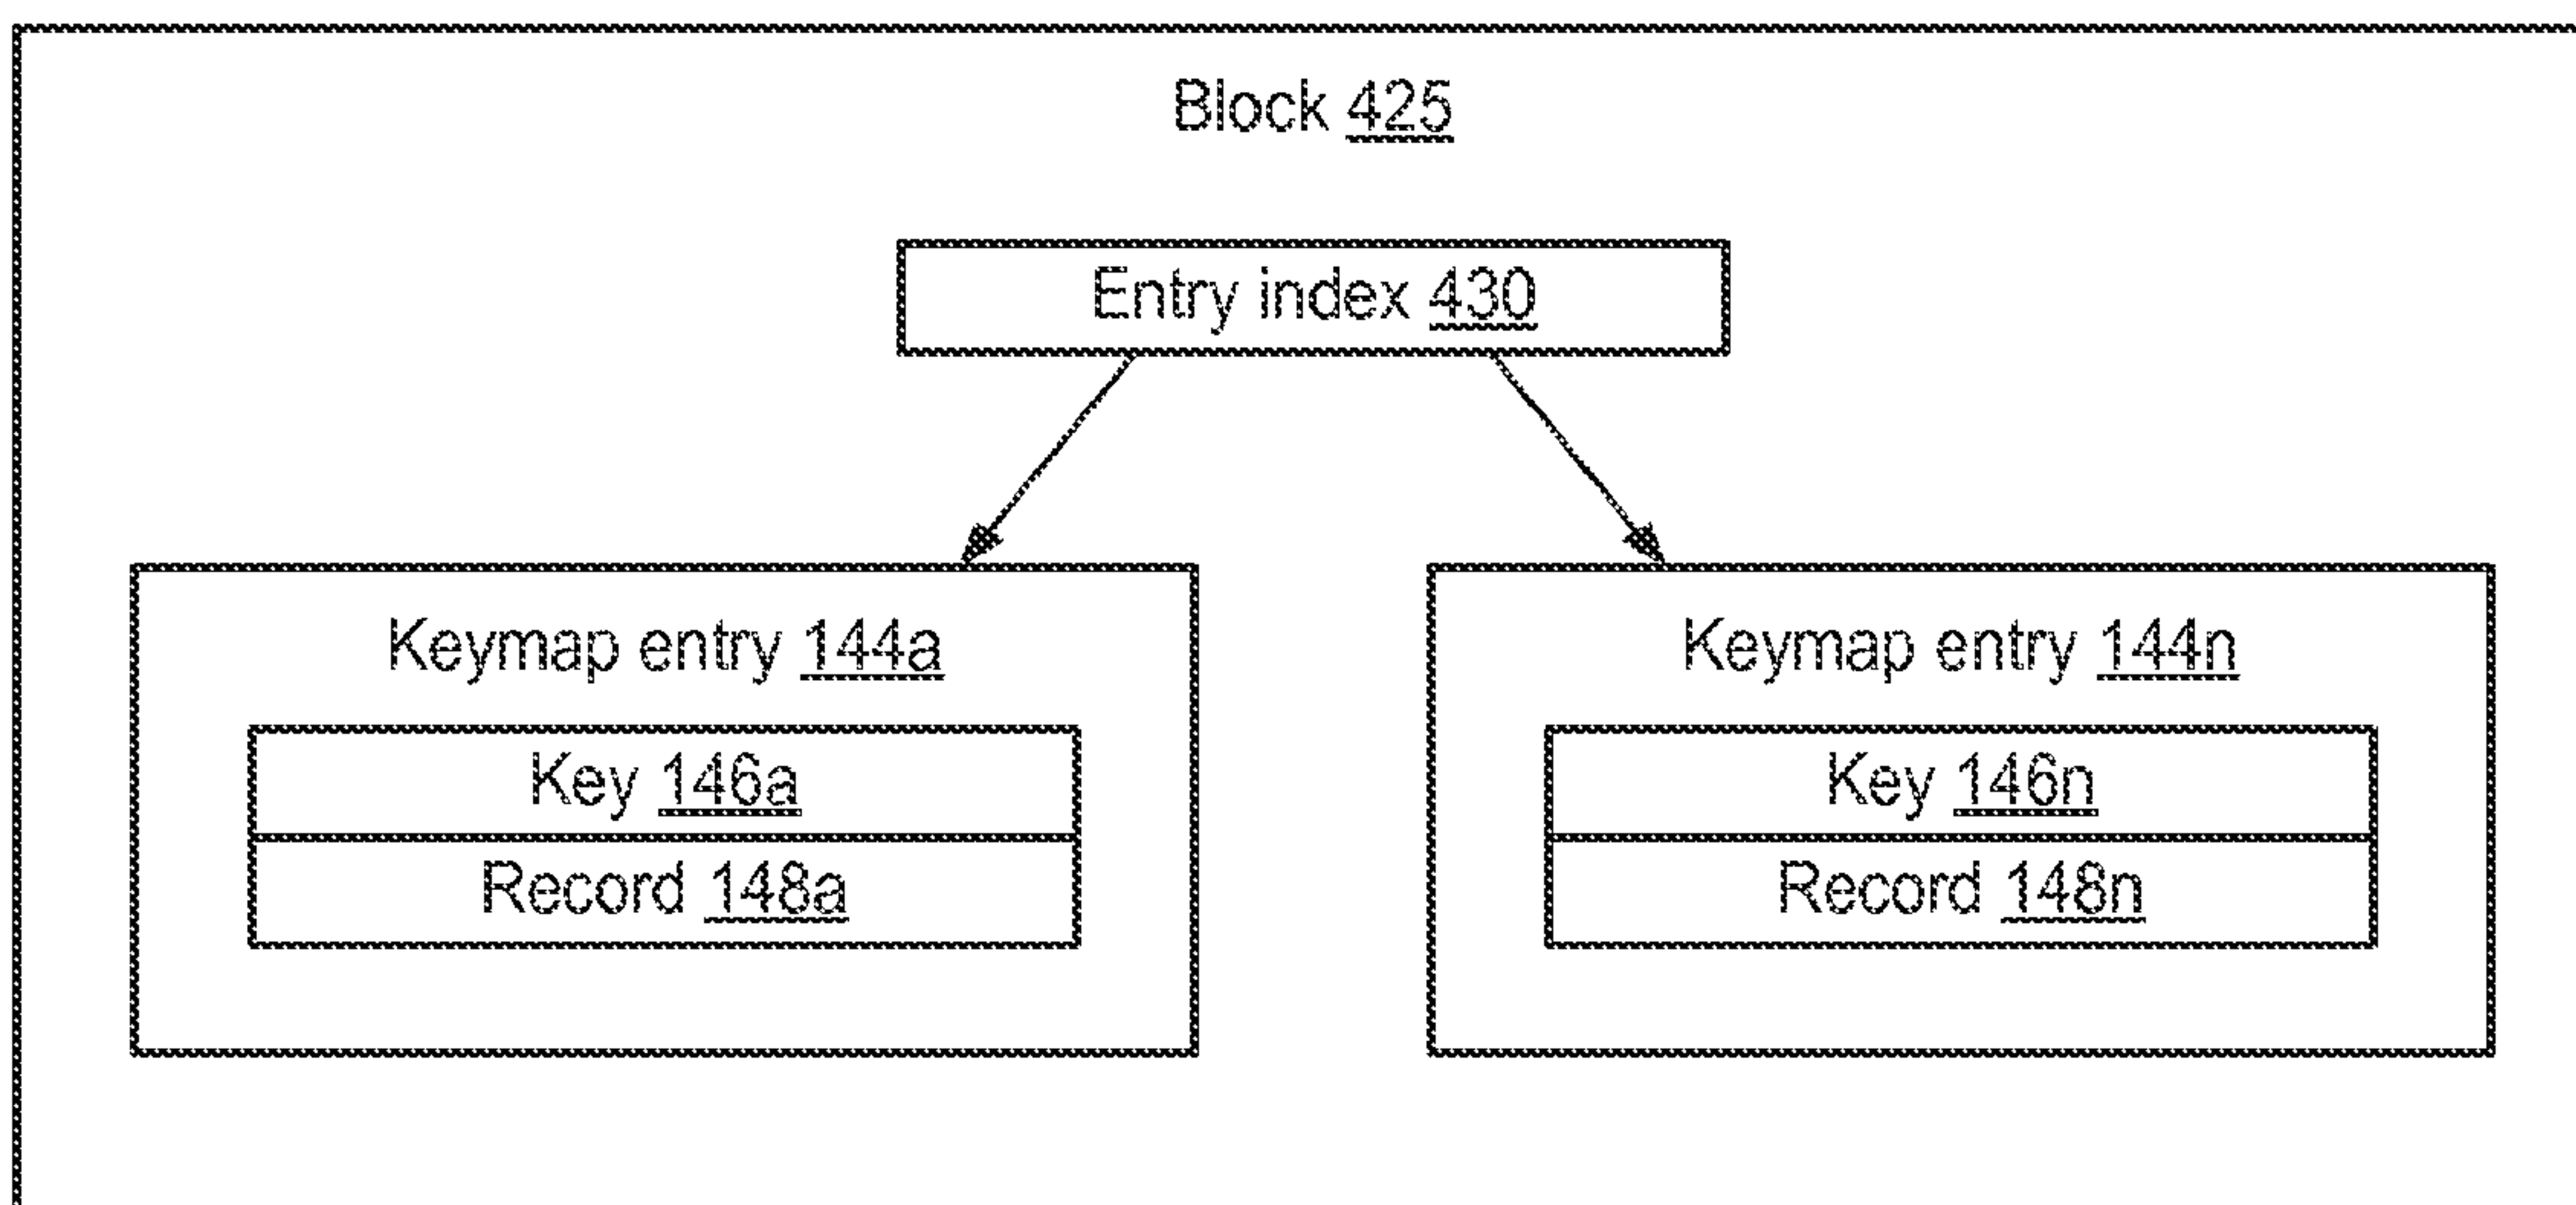 Block 425
Entry index 430
Keymap entry 144a
Key 146a
Record 148a
Keymap entry 144n
Key 146n
Record 148n